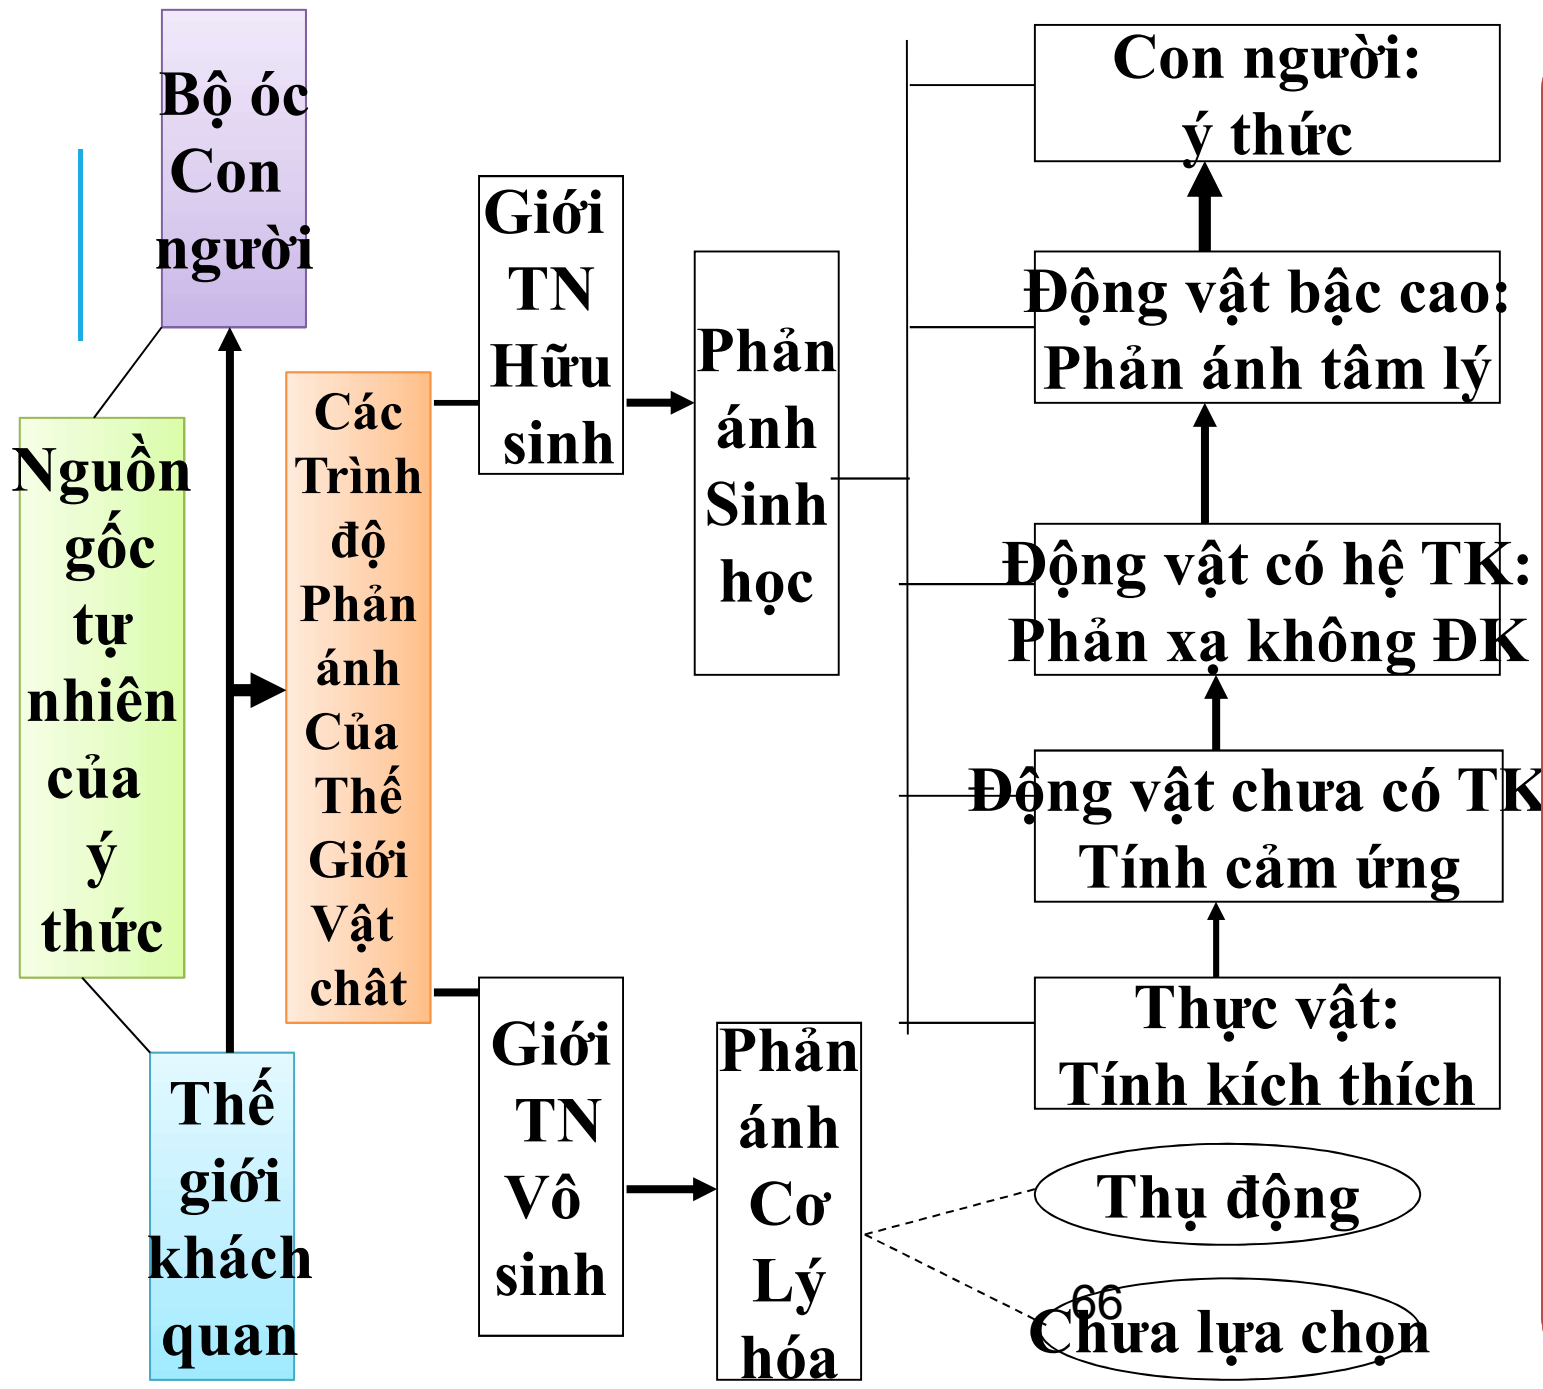 Bộ óc
Con
người
Nguồn
gốc
tự
nhiên
của
ý
thức
Thế
giới
khách
quan
Các
Trình
độ
Phản
ánh
Của
Thế
Giới
Vật
chât
Giới
TN
Hữu
sinh
Phản
ánh
Sinh
học
Con người:
ý thức
Động vật bậc cao:
Phản ánh tâm lý
Động vật có hệ TK:
Phản xạ không ĐK
Động vật chưa có TK
Tính cảm ứng
Thực vật:
Tính kích thích
Giới
TN
Vô
sinh
Phản
ánh
Cơ
Lý
hóa
Thụ động
Chưa lựa chọn
66